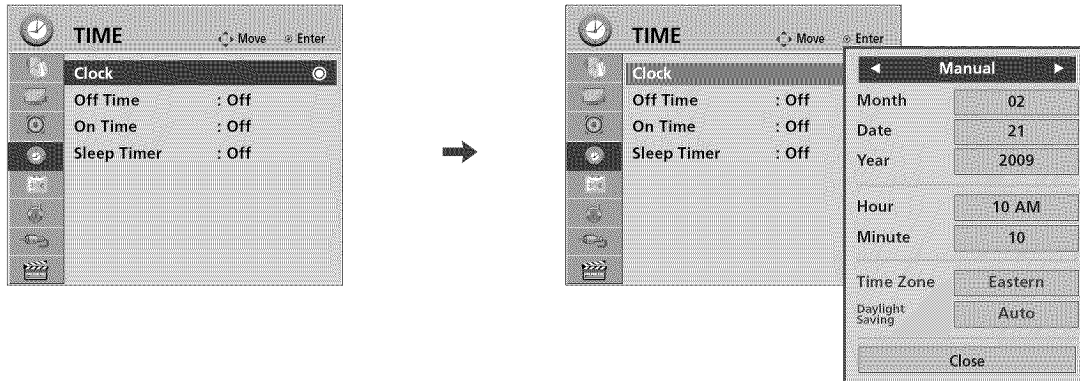 TIME Move Enter
Clock
Off Time : Off
On Time : Off
Sleep Timer : Off
TIME Move Enter
Clock
Off Time : Off
On Time : Off
Sleep Timer : Off
Manual
Month 02
Date 21
Year 2009
Hour 10 AM
Minute 10
Time Zone Eastern
Daylight
Saving
Auto
Close